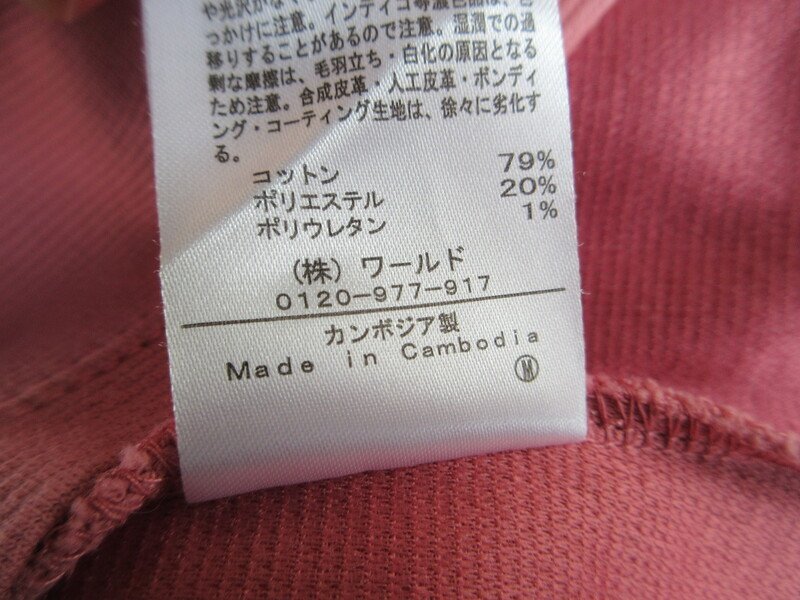 や光沢がな
っかけに注意。インディゴ等濃色品は、色
移りすることがあるので注意。湿潤での過
剰な摩擦は、毛羽立ち・白化の原因となる
ため注意。合成皮革・人工皮革・ボンディ
ング・コーティング生地は、徐々に劣化す
る。
コットン 79%
ポリエステル 20%
ポリウレタン 1%
(株) ワールド
0120-977-917
カンボジア製
Made in Cambodia
M